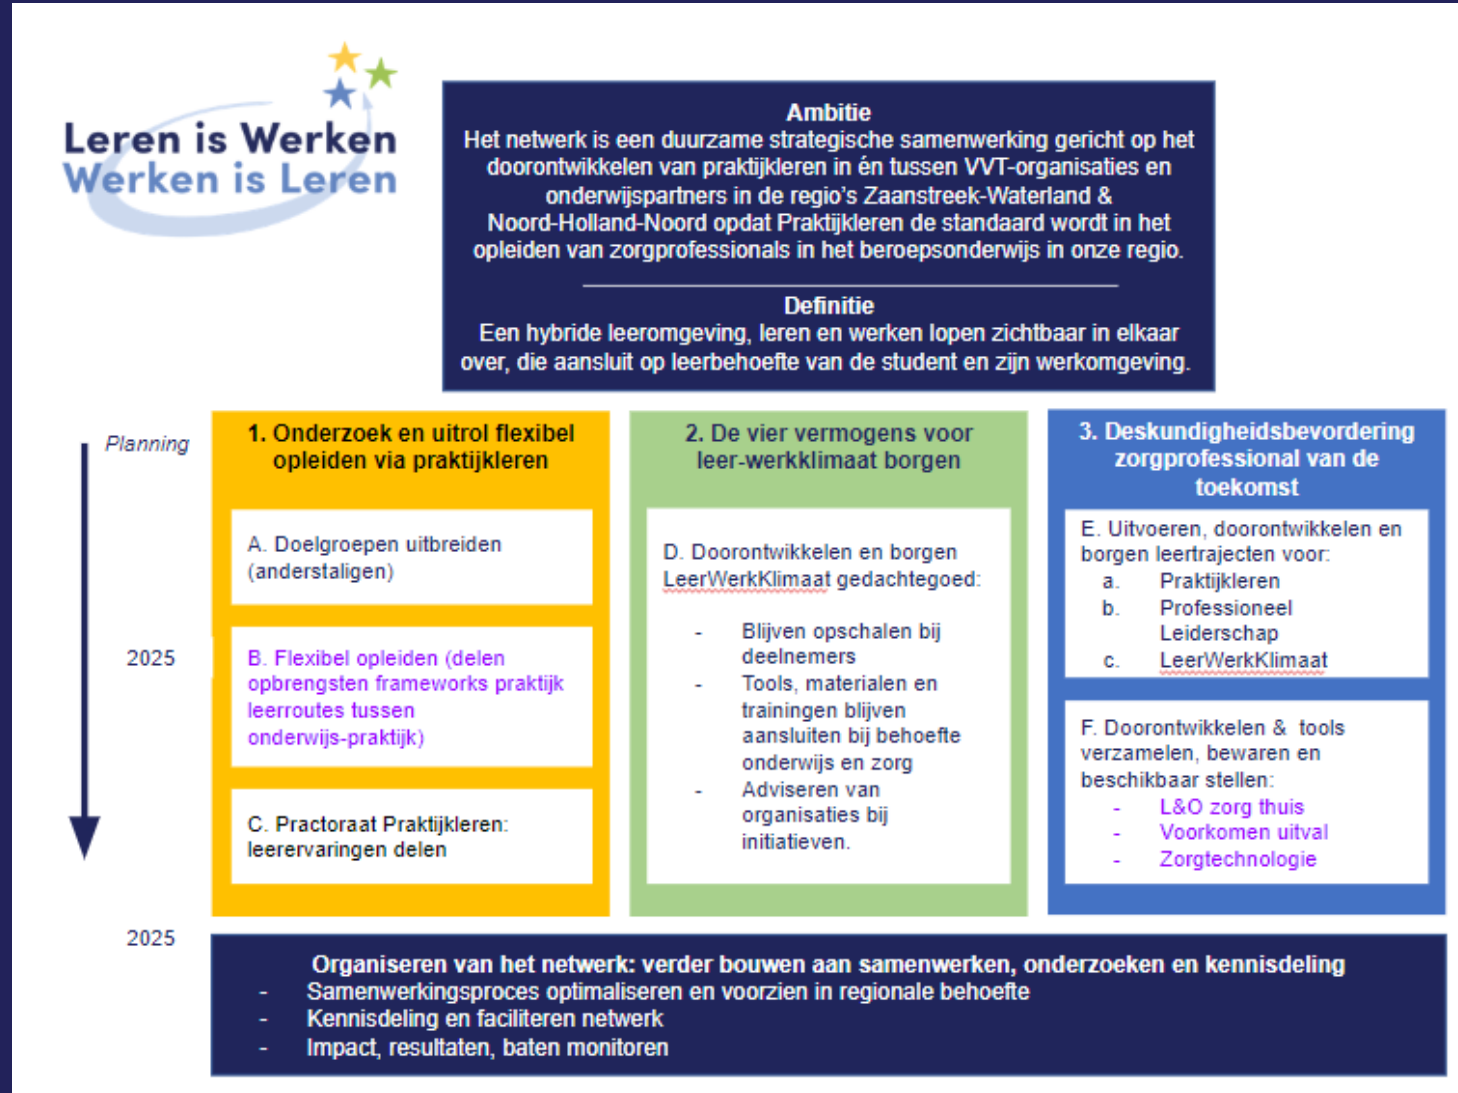 Leren is Werken
Werken is Leren
Ambitie
Het netwerk is een duurzame strategische samenwerking gericht op het
doorontwikkelen van praktijkleren in én tussen VVT-organisaties en
onderwijspartners in de regio's Zaanstreek-Waterland &
Noord-Holland-Noord opdat Praktijkleren de standaard wordt in het
opleiden van zorgprofessionals in het beroepsonderwijs in onze regio.
Definitie
Een hybride leeromgeving, leren en werken lopen zichtbaar in elkaar
over, die aansluit op leerbehoefte van de student en zijn werkomgeving.
Planning
2025
2025
1. Onderzoek en uitrol flexibel
opleiden via praktijkleren
A. Doelgroepen uitbreiden
(anderstaligen)
B. Flexibel opleiden (delen
opbrengsten frameworks praktijk
leerroutes tussen
onderwijs-praktijk)
C. Practoraat Praktijkleren:
leerervaringen delen
2. De vier vermogens voor
leer-werkklimaat borgen
D. Doorontwikkelen en borgen
LeerWerkKlimaat gedachtegoed:
- Blijven opschalen bij
deelnemers
- Tools, materialen en
trainingen blijven
aansluiten bij behoefte
onderwijs en zorg
- Adviseren van
organisaties bij
initiatieven.
3. Deskundigheidsbevordering
zorgprofessional van de
toekomst
E. Uitvoeren, doorontwikkelen en
borgen leertrajecten voor:
a. Praktijkleren
b. Professioneel
Leiderschap
c. LeerWerkKlimaat
F. Doorontwikkelen & tools
verzamelen, bewaren en
beschikbaar stellen:
- L&O zorg thuis
- Voorkomen uitval
- Zorgtechnologie
Organiseren van het netwerk: verder bouwen aan samenwerken, onderzoeken en kennisdeling
- Samenwerkingsproces optimaliseren en voorzien in regionale behoefte
- Kennisdeling en faciliteren netwerk
- Impact, resultaten, baten monitoren